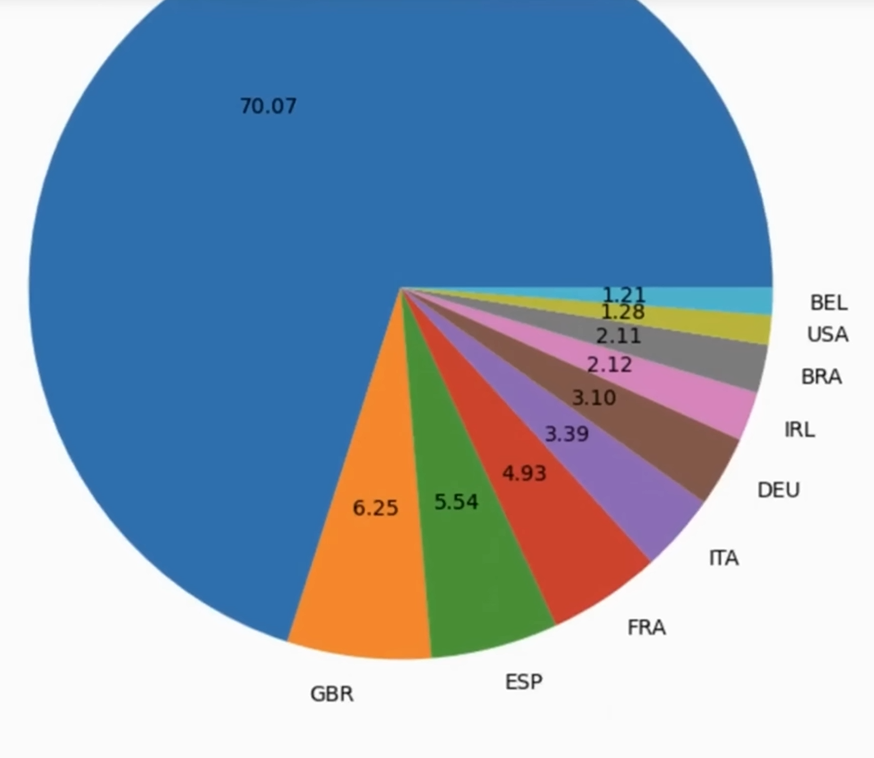 70.07
1.21
BEL
1.28
USA
2.11
BRA
2.12
IRL
3.10
DEU
3.39
ITA
4.93
FRA
5.54
ESP
6.25
GBR